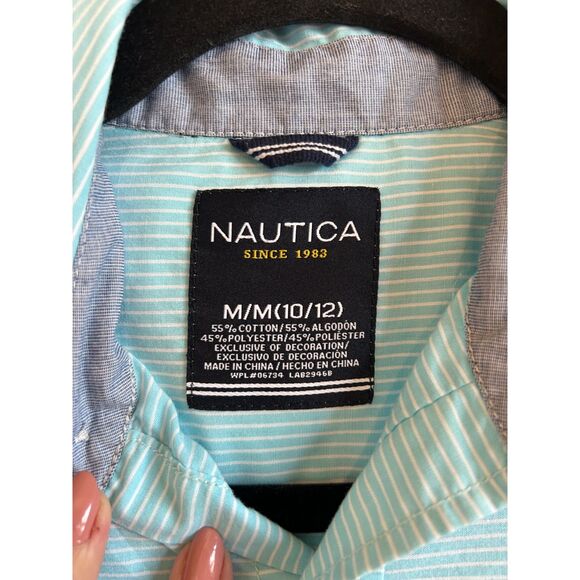 NAUTICA
SINCE 1983
M/M(10/12)
55% COTTON/55% ALGODÓN
45% POLYESTER/45% POLIÉSTER
EXCLUSIVE OF DECORATION/
EXCLUSIVO DE DECORACIÓN
MADE IN CHINA / HECHO EN CHINA
WPL#06734 LAB2946B